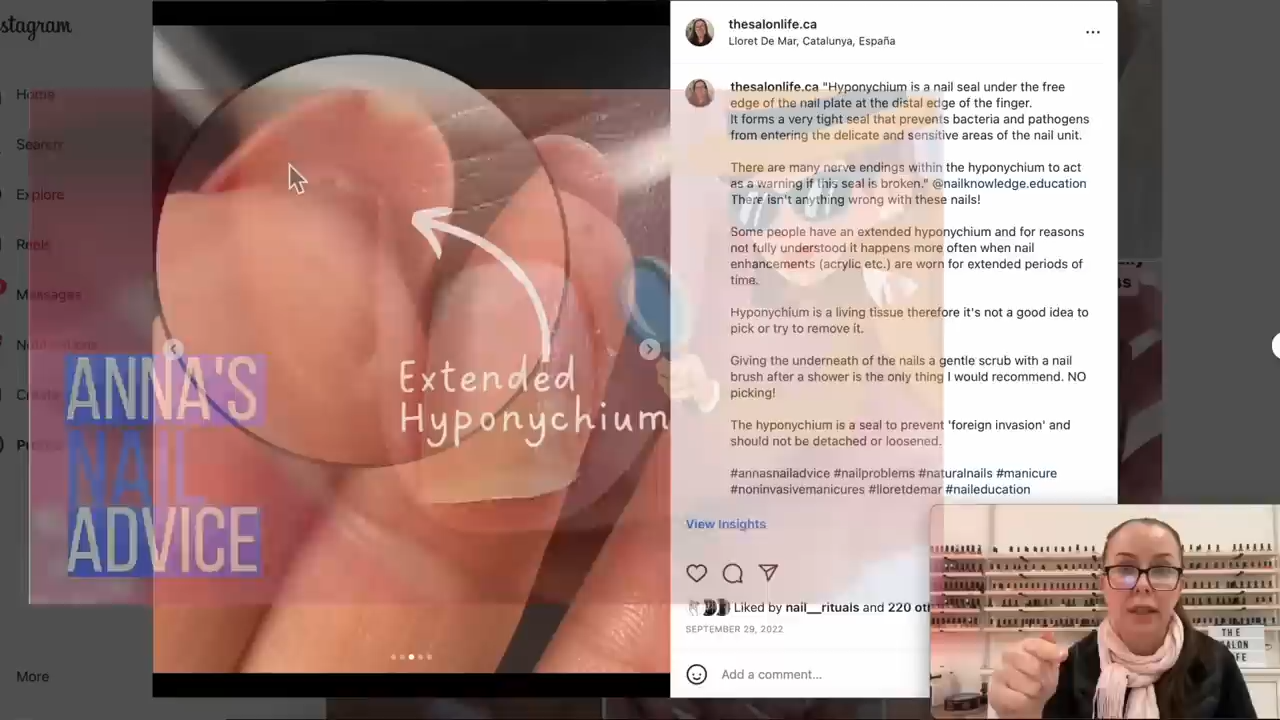 stagram
Home
Search
Explore
Reels
Messages
More
ANNA'S
NAIL
ADVICE
Extended
Hyponychium
thesalonlife.ca
Lloret De Mar, Catalunya, España
thesalonlife.ca "Hyponychium is a nail seal under the free
edge of the nail plate at the distal edge of the finger.
It forms a very tight seal that prevents bacteria and pathogens
from entering the delicate and sensitive areas of the nail unit.
There are many nerve endings within the hyponychium to act
as a warning if this seal is broken." @nailknowledge.education
There isn't anything wrong with these nails!
Some people have an extended hyponychium and for reasons
not fully understood it happens more often when nail
enhancements (acrylic etc.) are worn for extended periods of
time.
Hyponychium is a living tissue therefore it's not a good idea to
pick or try to remove it.
Giving the underneath of the nails a gentle scrub with a nail
brush after a shower is the only thing I would recommend. NO
picking!
The hyponychium is a seal to prevent 'foreign invasion' and
should not be detached or loosened.
#annasnailadvice #nailproblems #naturalnails #manicure
#noninvasivemanicures #lloretdemar #naileducation
View Insights
Liked by nail__rituals and 220 oth
SEPTEMBER 29, 2022
Add a comment...
THE
SALON
LIFE